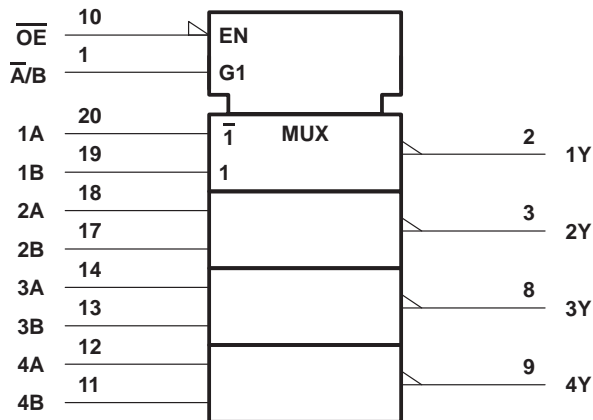 O̅E̅ 10 EN
A̅/B 1 G1
MUX
1A 20 1̅
1B 19 1
2 1Y
2A 18
2B 17
3 2Y
3A 14
3B 13
8 3Y
4A 12
4B 11
9 4Y